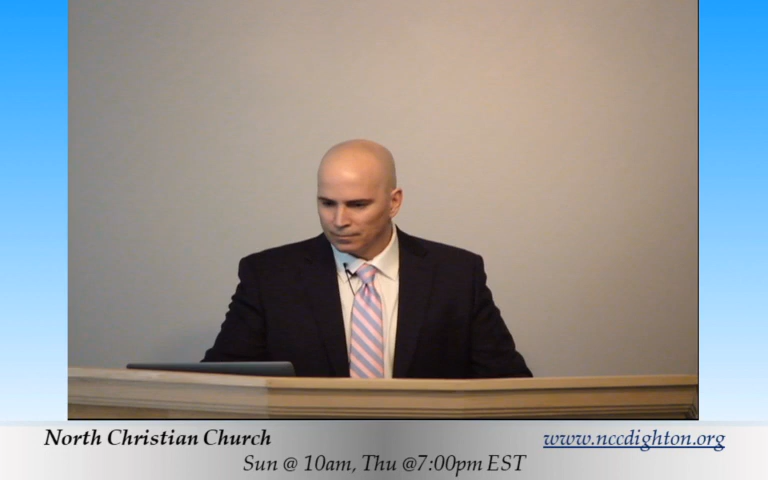 North Christian Church
www.nccdighton.org
Sun @ 10am, Thu @7:00pm EST